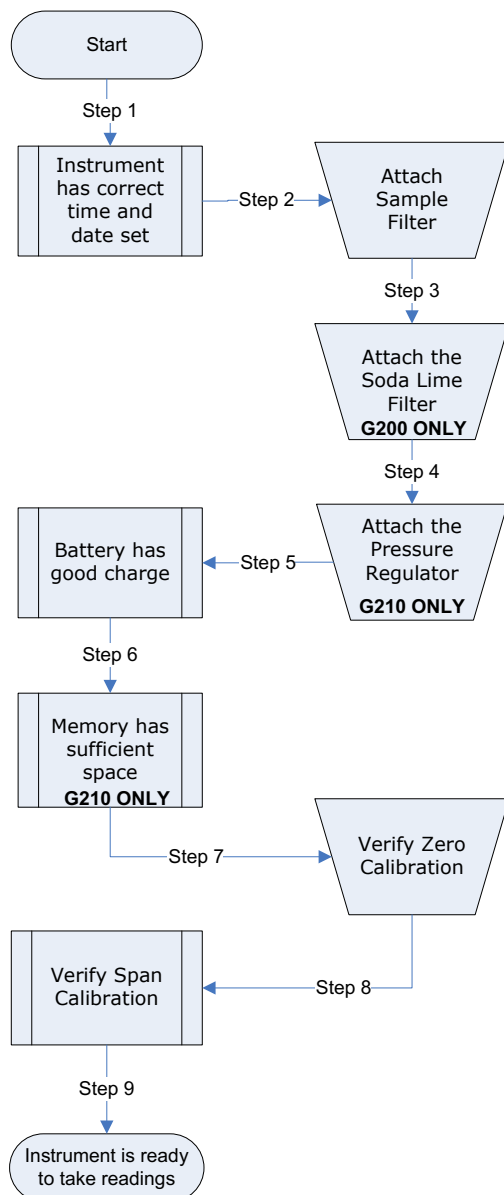 Start
Step 1
Instrument
has correct
time and
date set
Step 2
Attach
Sample
Filter
Step 3
Attach the
Soda Lime
Filter
G200 ONLY
Step 4
Attach the
Pressure
Regulator
G210 ONLY
Step 5
Battery has
good charge
Step 6
Memory has
sufficient
space
G210 ONLY
Step 7
Verify Zero
Calibration
Step 8
Verify Span
Calibration
Step 9
Instrument is ready
to take readings